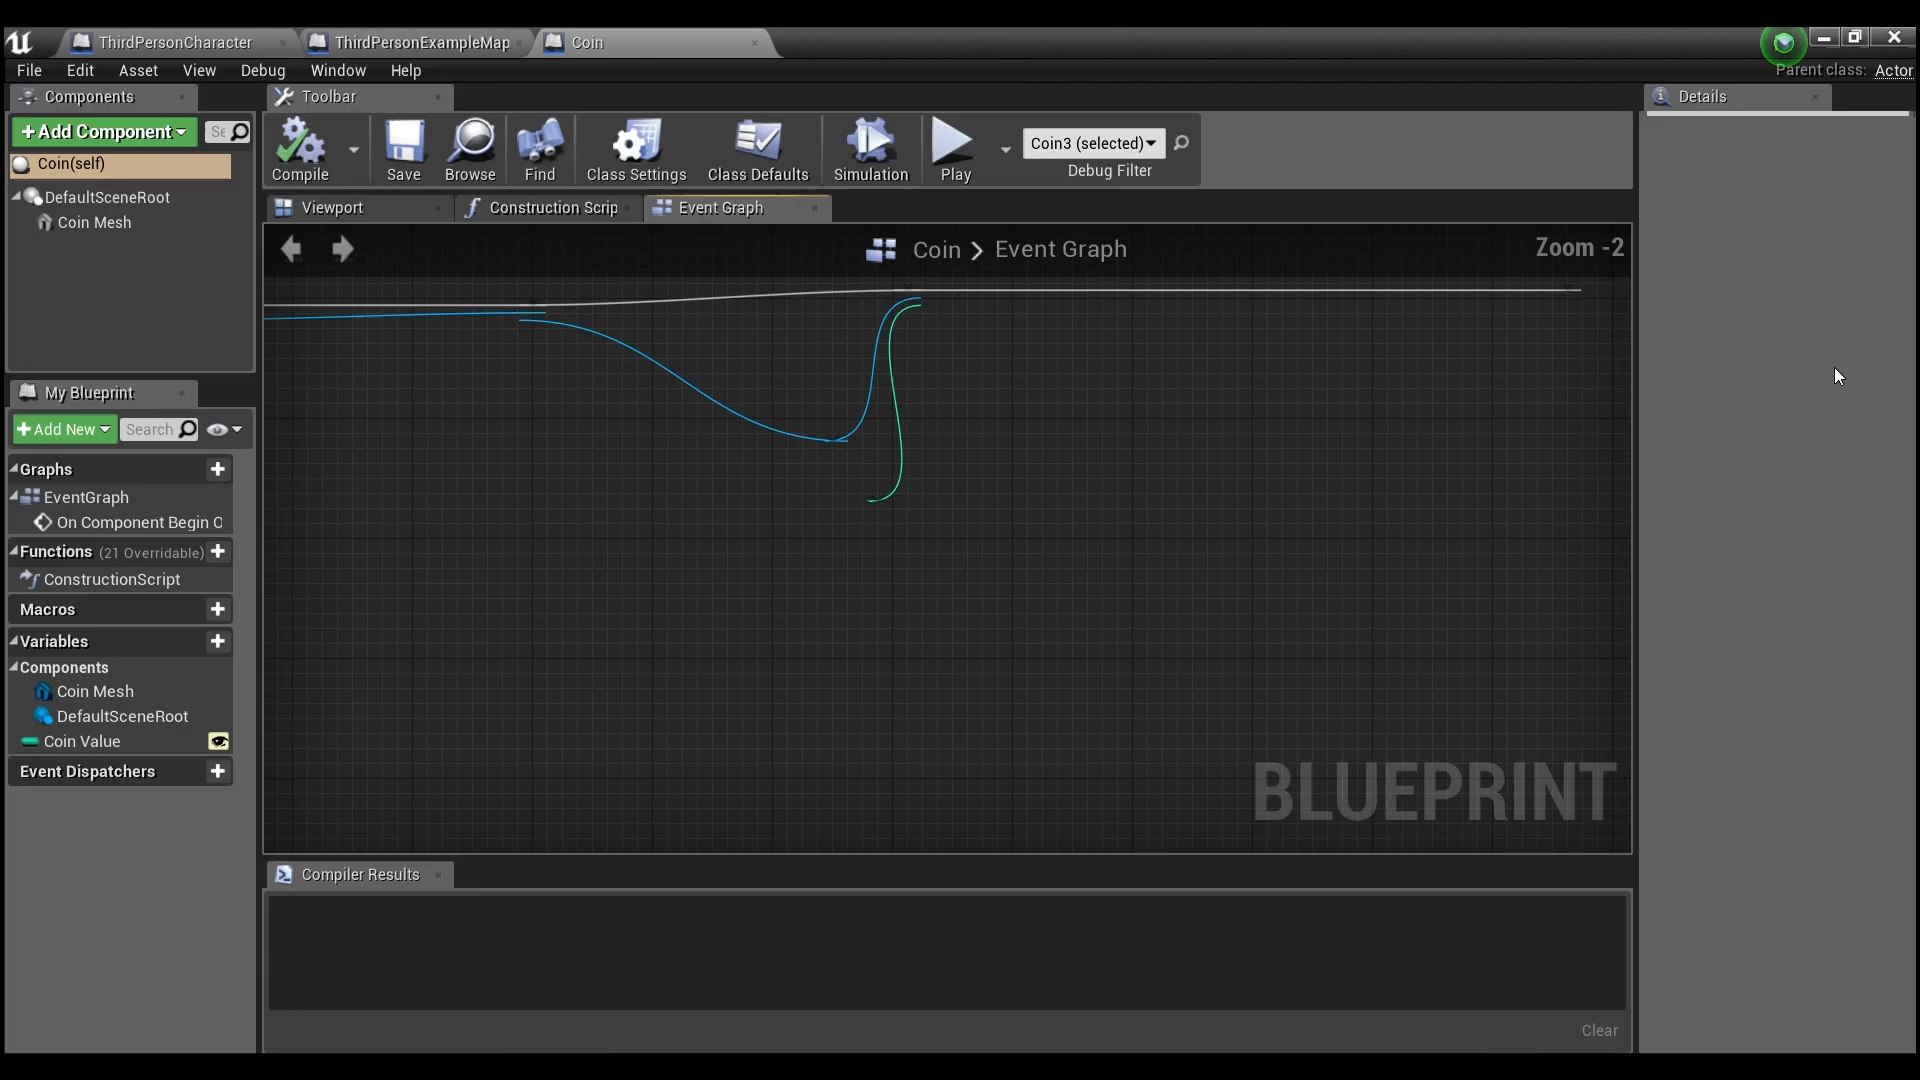 ThirdPersonCharacter
ThirdPersonExampleMap
Coin
File Edit Asset View Debug Window Help
Parent class: Actor
Components
Toolbar
Details
+Add Component
Se
Coin(self)
DefaultSceneRoot
Coin Mesh
Compile
Save
Browse
Find
Class Settings
Class Defaults
Simulation
Play
Coin3 (selected)
Debug Filter
Viewport
Construction Scrip
Event Graph
Coin > Event Graph
Zoom -2
My Blueprint
+Add New
Search
Graphs
EventGraph
On Component Begin O
Functions (21 Overridable)
ConstructionScript
Macros
Variables
Components
Coin Mesh
DefaultSceneRoot
Coin Value
Event Dispatchers
BLUEPRINT
Compiler Results
Clear